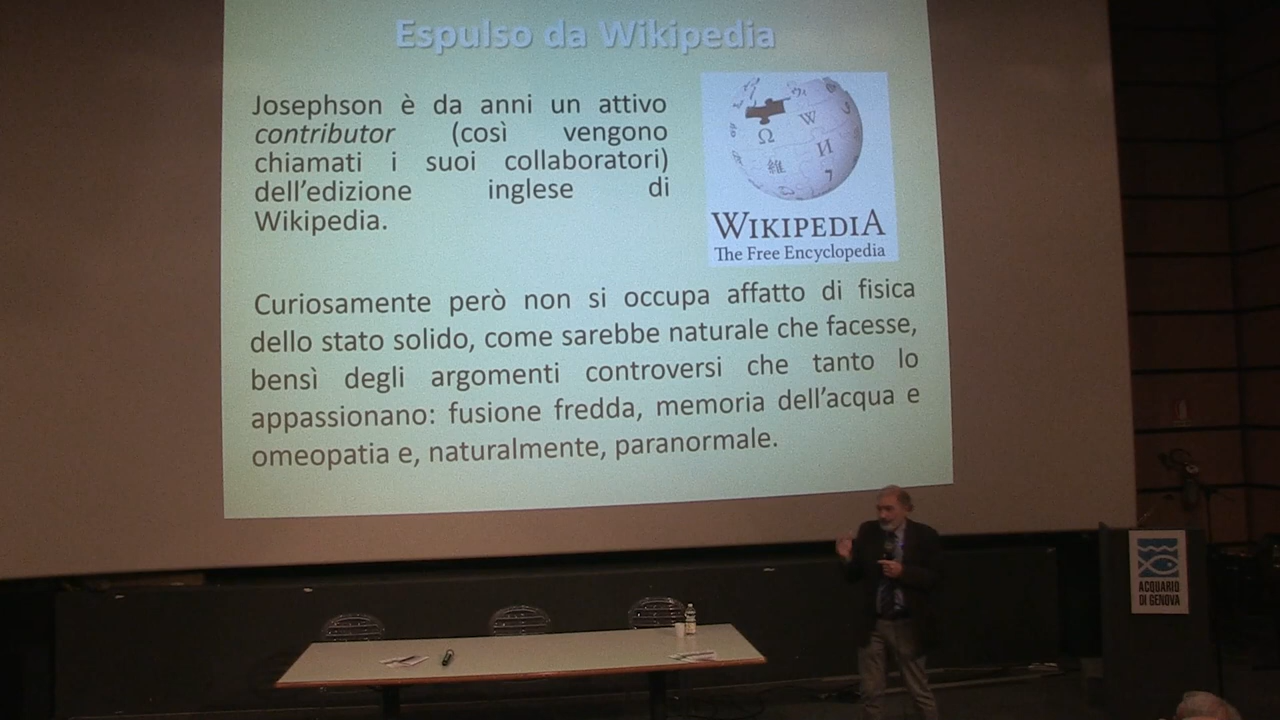 Espulso da Wikipedia
Josephson è da anni un attivo
contributor (così vengono
chiamati i suoi collaboratori)
dell'edizione inglese di
Wikipedia.
Ω
W
И
維
7
WIKIPEDIA
The Free Encyclopedia
Curiosamente però non si occupa affatto di fisica
dello stato solido, come sarebbe naturale che facesse,
bensì degli argomenti controversi che tanto lo
appassionano: fusione fredda, memoria dell'acqua e
omeopatia e, naturalmente, paranormale.
ACQUARIO
DI GENOVA